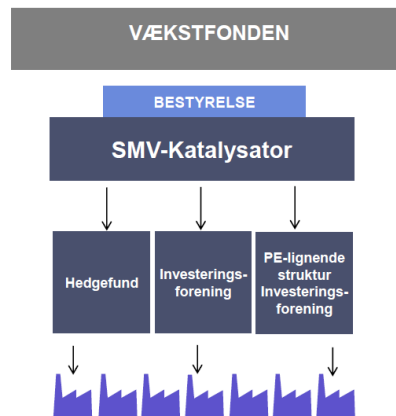 VÆKSTFONDEN
BESTYRELSE
SMV-Katalysator
Hedgefund
Investerings-
forening
PE-lignende
struktur
Investerings-
forening